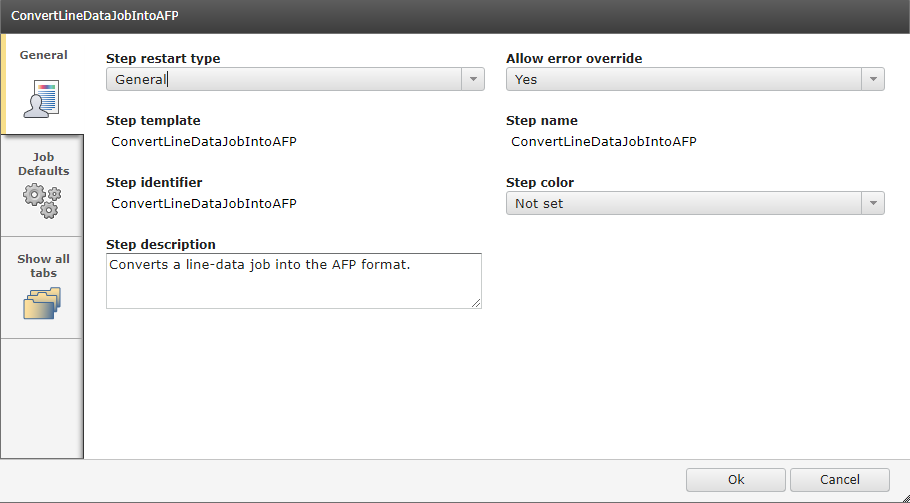 ConvertLineDataJobIntoAFP
General
Job
Defaults
Show all
tabs
Step restart type
General
Allow error override
Yes
Step template
ConvertLineDataJobIntoAFP
Step name
ConvertLineDataJobIntoAFP
Step identifier
ConvertLineDataJobIntoAFP
Step color
Not set
Step description
Converts a line-data job into the AFP format.
Ok
Cancel